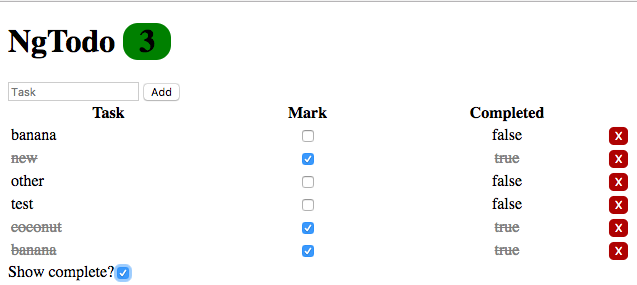 NgTodo 3
Task Add
Task Mark Completed
banana false X
new true X
other false X
test false X
coconut true X
banana true X
Show complete?